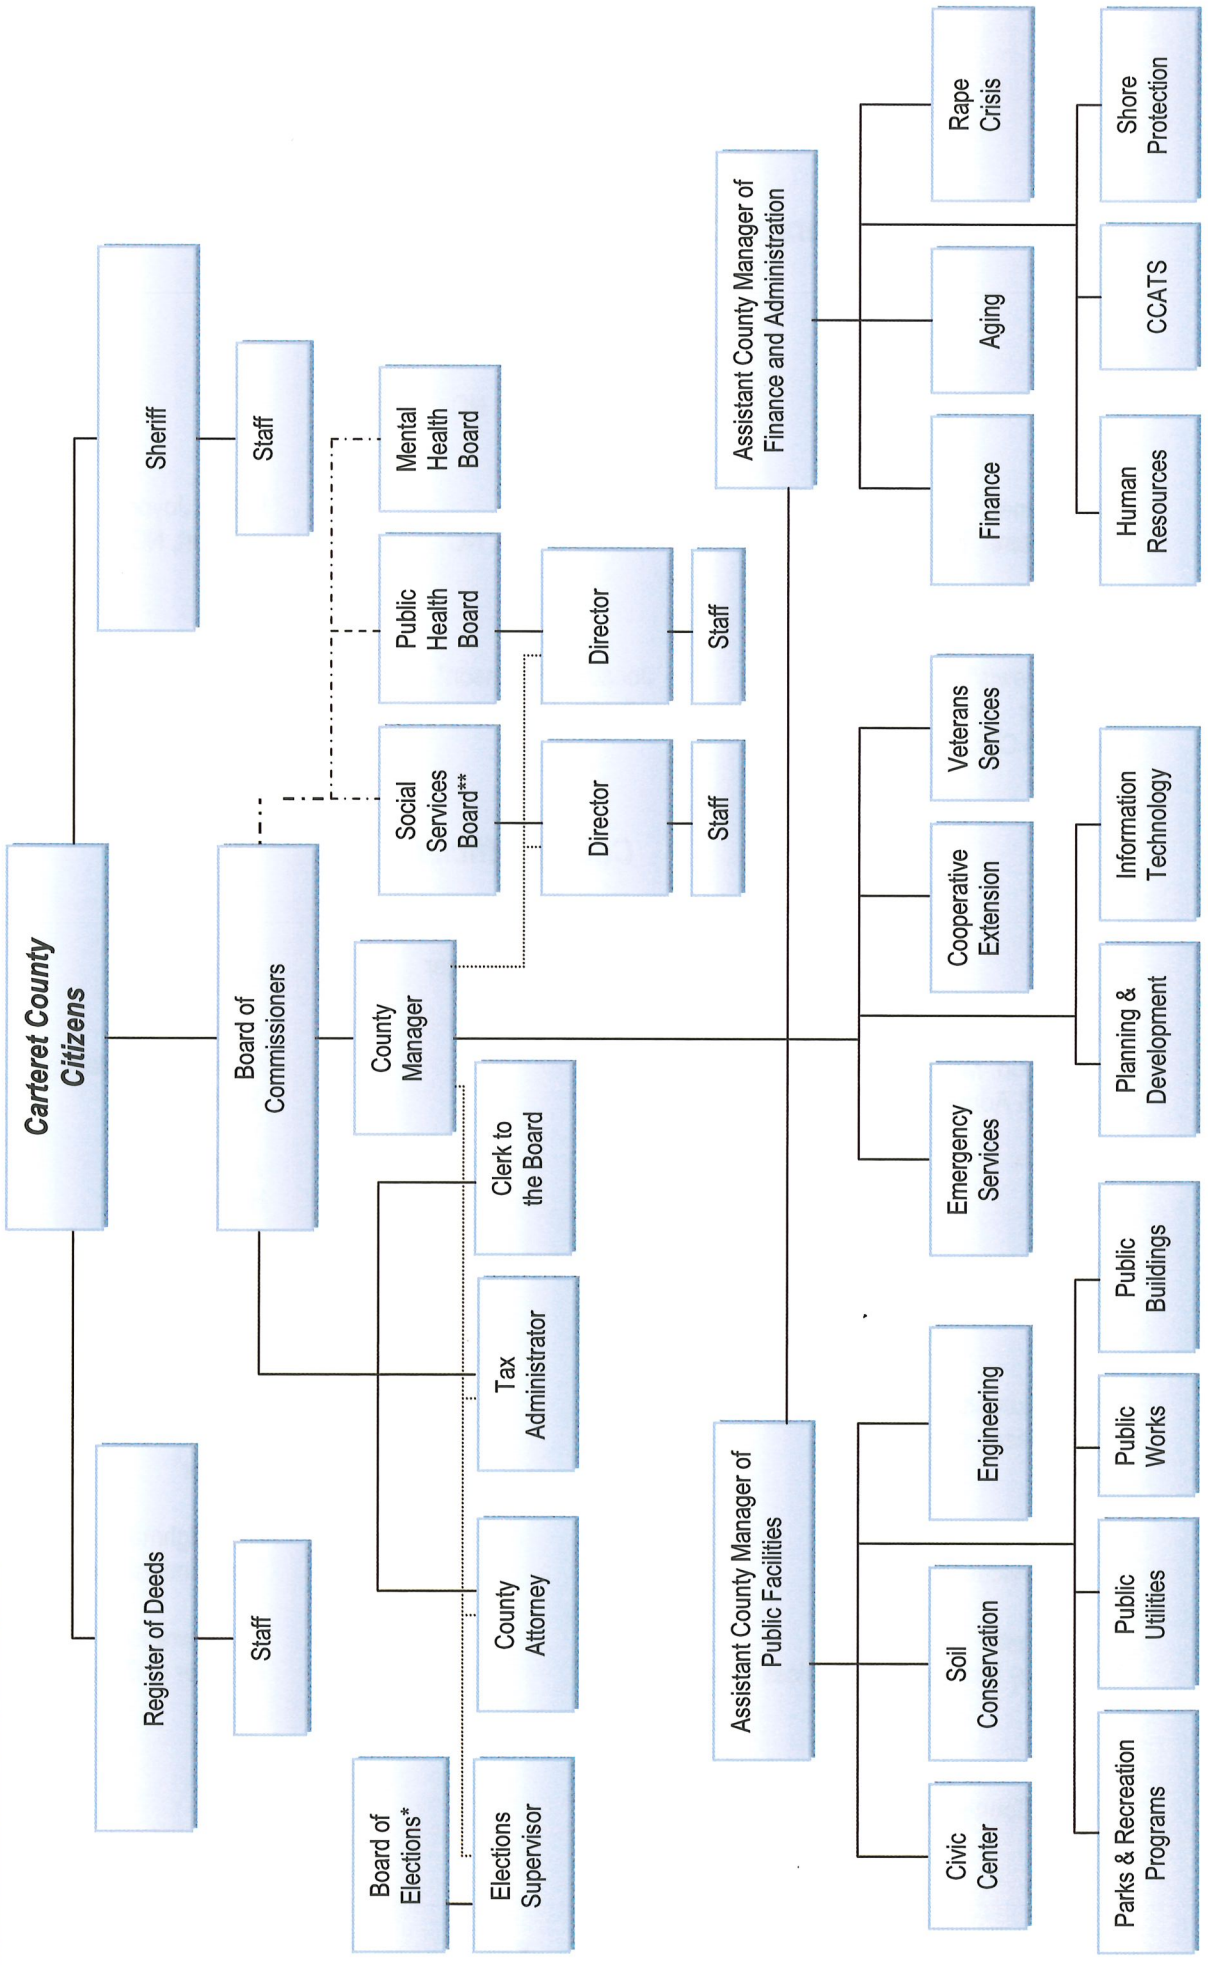 Carteret County
Citizens
Register of Deeds
Staff
Sheriff
Staff
Board of
Commissioners
County
Manager
Board of
Elections*
Elections
Supervisor
County
Attorney
Tax
Administrator
Clerk to
the Board
Social
Services
Board**
Public
Health
Board
Mental
Health
Board
Director
Director
Staff
Staff
Assistant County Manager of
Public Facilities
Assistant County Manager of
Finance and Administration
Civic
Center
Soil
Conservation
Engineering
Parks & Recreation
Programs
Public
Utilities
Public
Works
Public
Buildings
Emergency
Services
Cooperative
Extension
Veterans
Services
Planning &
Development
Information
Technology
Finance
Aging
Rape
Crisis
Human
Resources
CCATS
Shore
Protection